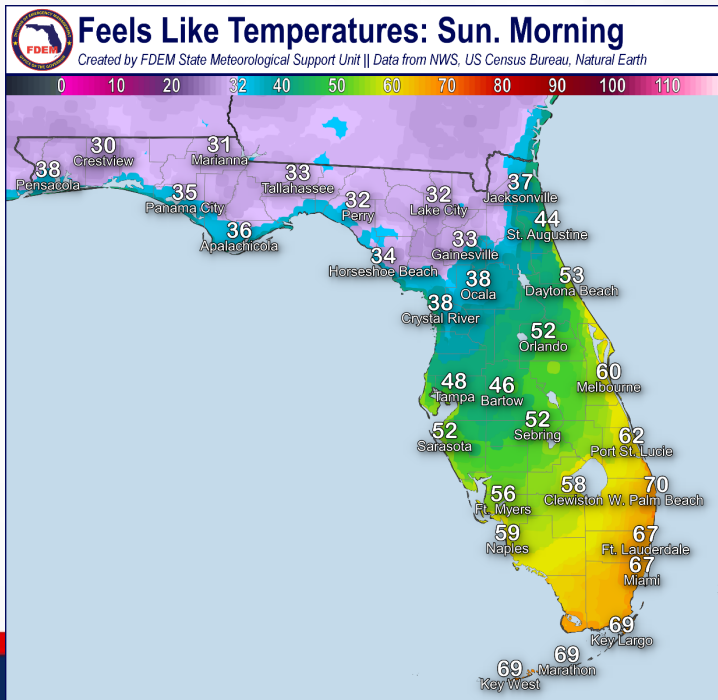 Feels Like Temperatures: Sun. Morning
Created by FDEM State Meteorological Support Unit || Data from NWS, US Census Bureau, Natural Earth
FDEM
0 10 20 32 40 50 60 70 80 90 100 110
30
Crestview
31
Marianna
38
Pensacola
33
Tallahassee
35
Panama City
32
Perry
32
Lake City
37
Jacksonville
36
Apalachicola
44
St. Augustine
33
Gainesville
34
Horseshoe Beach
38
Ocala
53
Daytona Beach
38
Crystal River
52
Orlando
48
Tampa
46
Bartow
60
Melbourne
52
Sarasota
52
Sebring
62
Port St. Lucie
56
Ft. Myers
58
Clewiston
70
W. Palm Beach
59
Naples
67
Ft. Lauderdale
67
Miami
69
Key Largo
69
Marathon
69
Key West